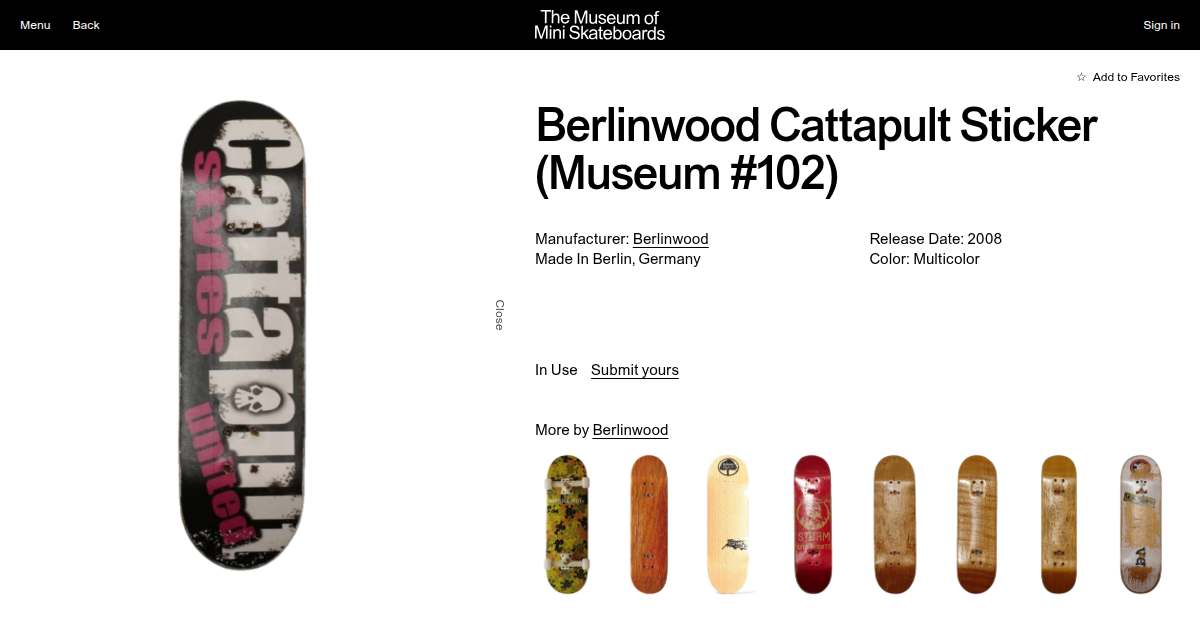 Menu
Back
The Museum of
Mini Skateboards
Sign in
☆ Add to Favorites
cattapult
styles
united
Close
Berlinwood Cattapult Sticker
(Museum #102)
Manufacturer: Berlinwood
Made In Berlin, Germany
Release Date: 2008
Color: Multicolor
In Use Submit yours
More by Berlinwood
STURM